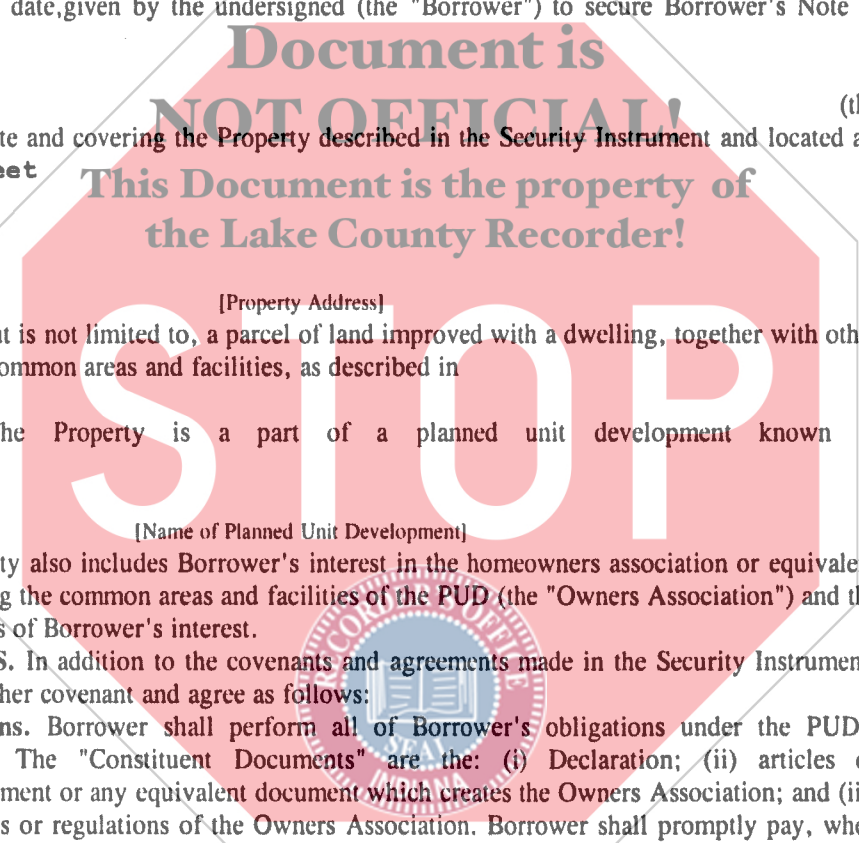 date,given by the undersigned (the "Borrower") to secure Borrower's Note
Document is
NOT OFFICIAL!
(th
te and covering the Property described in the Security Instrument and located a
eet
This Document is the property of
the Lake County Recorder!
[Property Address]
ut is not limited to, a parcel of land improved with a dwelling, together with oth
ommon areas and facilities, as described in
STOP
he Property is a part of a planned unit development known
[Name of Planned Unit Development]
ty also includes Borrower's interest in the homeowners association or equivale
g the common areas and facilities of the PUD (the "Owners Association") and th
s of Borrower's interest.
S. In addition to the covenants and agreements made in the Security Instrumen
her covenant and agree as follows:
ns. Borrower shall perform all of Borrower's obligations under the PUD
The "Constituent Documents" are the: (i) Declaration; (ii) articles o
ment or any equivalent document which creates the Owners Association; and (ii
s or regulations of the Owners Association. Borrower shall promptly pay, whe
RECORDER'S OFFICE
SEAL
INDIANA